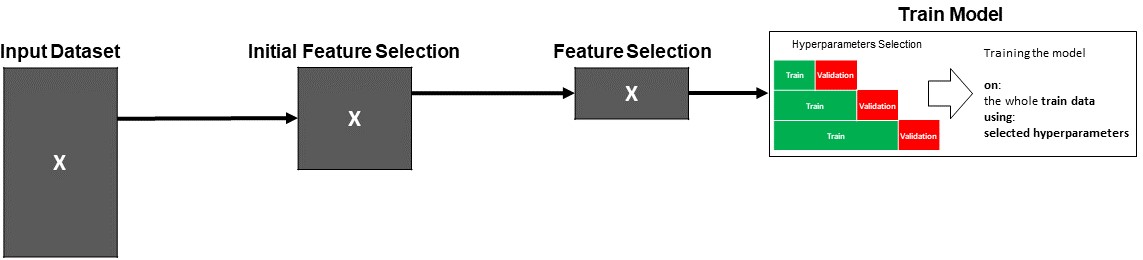 Input Dataset
X
Initial Feature Selection
X
Feature Selection
X
Train Model
Hyperparameters Selection
Train Validation
Train Validation
Train Validation
Training the model
on:
the whole train data
using:
selected hyperparameters